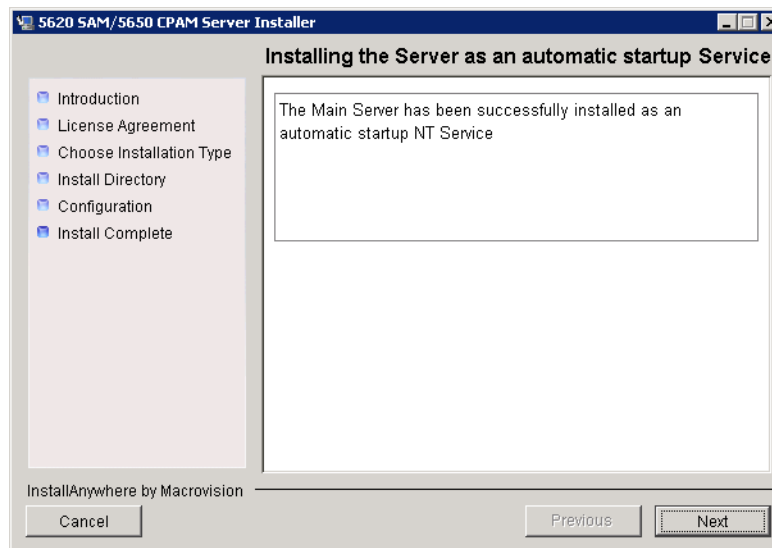 5620 SAM/5650 CPAM Server Installer
Installing the Server as an automatic startup Service
Introduction
License Agreement
Choose Installation Type
Install Directory
Configuration
Install Complete
The Main Server has been successfully installed as an
automatic startup NT Service
InstallAnywhere by Macrovision
Cancel
Previous
Next